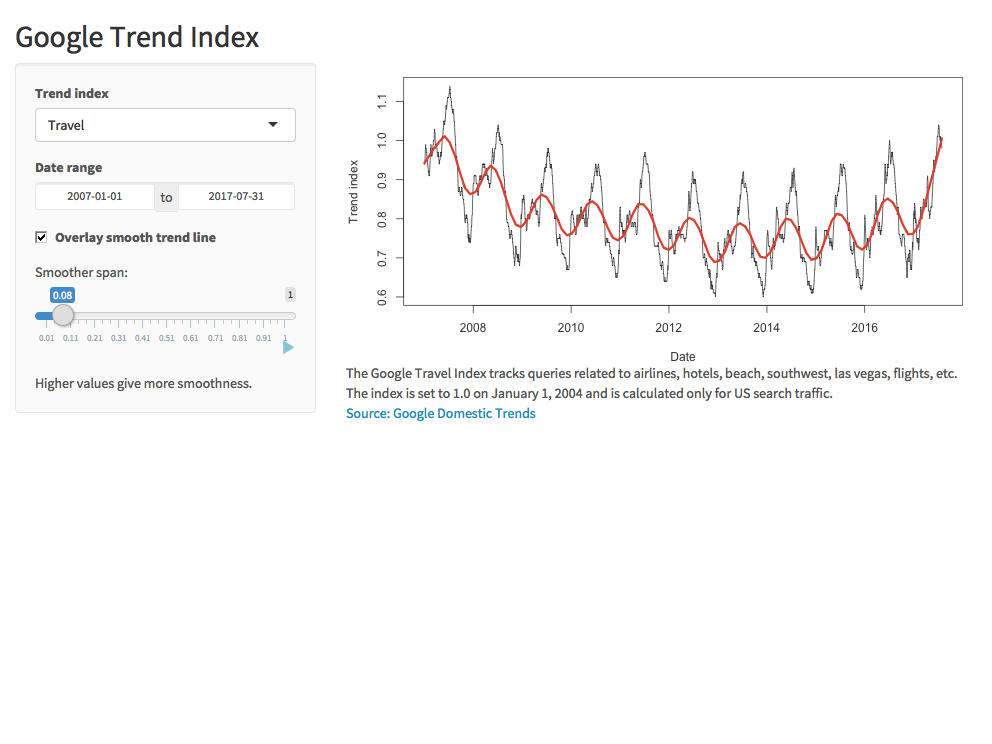 Google Trend Index
Trend index
Travel
Date range
2007-01-01 to 2017-07-31
Overlay smooth trend line
Smoother span:
0.08 1
0.01 0.11 0.21 0.31 0.41 0.51 0.61 0.71 0.81 0.91 1
Higher values give more smoothness.
Trend index
1.1
1.0
0.9
0.8
0.7
0.6
2008 2010 2012 2014 2016
Date
The Google Travel Index tracks queries related to airlines, hotels, beach, southwest, las vegas, flights, etc.
The index is set to 1.0 on January 1, 2004 and is calculated only for US search traffic.
Source: Google Domestic Trends